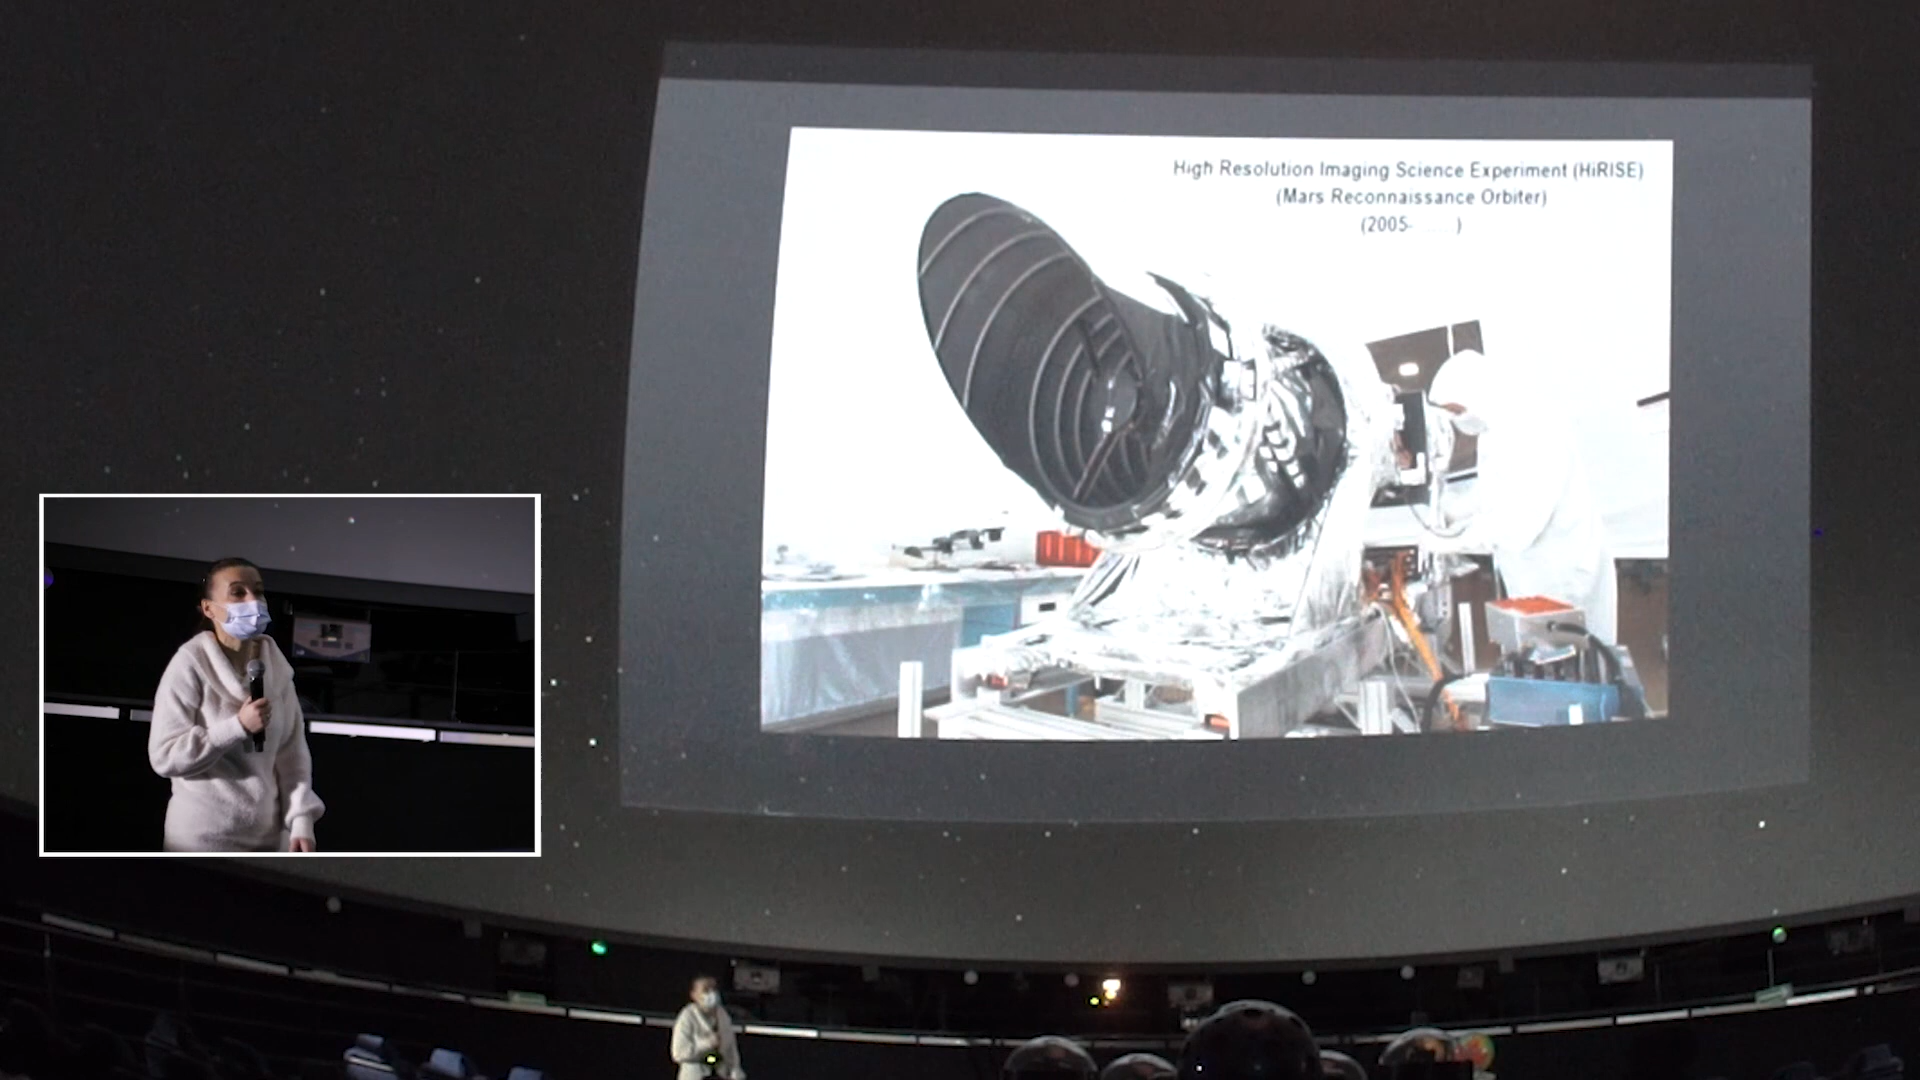 High Resolution Imaging Science Experiment (HiRISE)
(Mars Reconnaissance Orbiter)
(2005- )